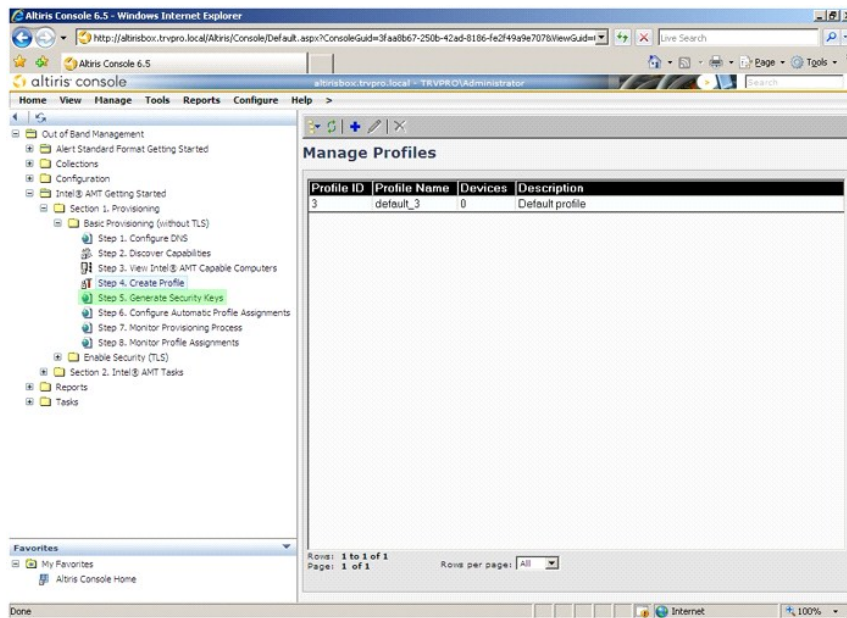 Altiris Console 6.5 - Windows Internet Explorer
http://altirisbox.trvpro.local/Altiris/Console/Default.aspx?ConsoleGuid=3faa8b67-250b-42ad-8186-fe2f49a9e707&ViewGuid=
Live Search
Altiris Console 6.5
Page
Tools
altiris console
altirisbox.trvpro.local - TRVPRO\Administrator
Search
Home View Manage Tools Reports Configure Help >
Out of Band Management
Alert Standard Format Getting Started
Collections
Configuration
Intel® AMT Getting Started
Section 1. Provisioning
Basic Provisioning (without TLS)
Step 1. Configure DNS
Step 2. Discover Capabilities
Step 3. View Intel® AMT Capable Computers
Step 4. Create Profile
Step 5. Generate Security Keys
Step 6. Configure Automatic Profile Assignments
Step 7. Monitor Provisioning Process
Step 8. Monitor Profile Assignments
Enable Security (TLS)
Section 2. Intel® AMT Tasks
Reports
Tasks
Favorites
My Favorites
Altiris Console Home
Manage Profiles
Profile ID Profile Name Devices Description
3 default_3 0 Default profile
Rows: 1 to 1 of 1
Page: 1 of 1
Rows per page: All
Done
Internet
100%